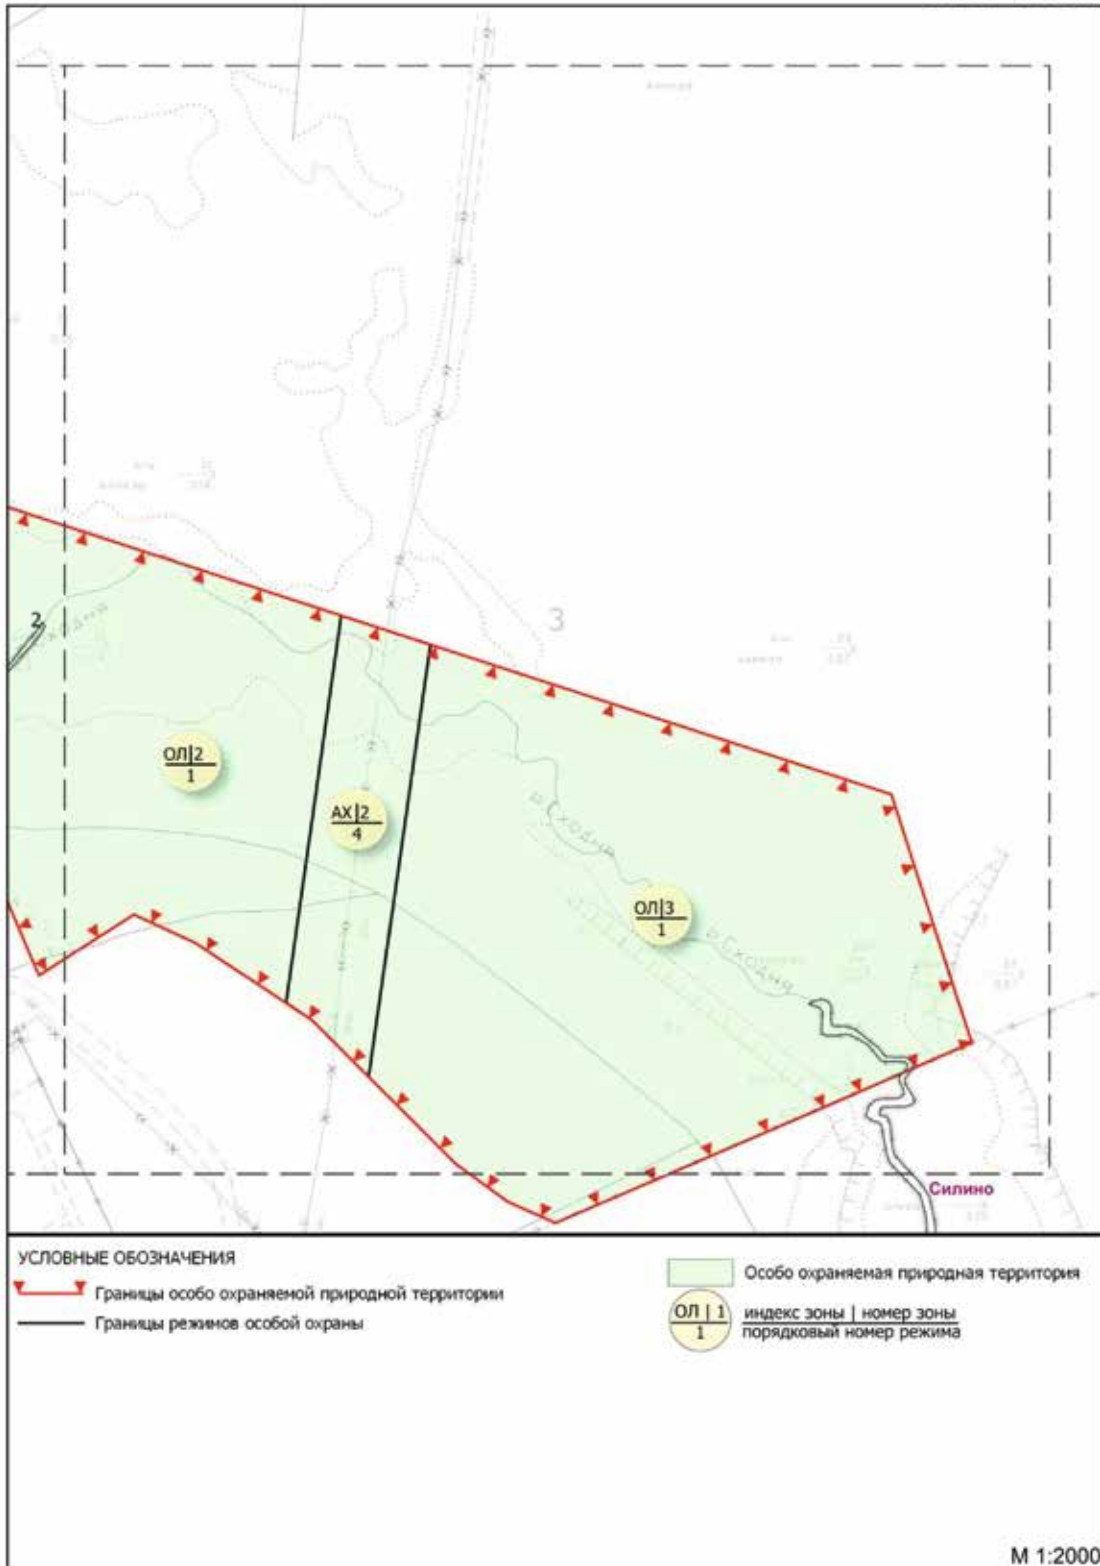 3
2
р.Сходня
ОЛ|2
1
АХ|2
4
р.Сходня
ОЛ|3
1
р.Сходня
Силино
УСЛОВНЫЕ ОБОЗНАЧЕНИЯ
Границы особо охраняемой природной территории
Границы режимов особой охраны
Особо охраняемая природная территория
ОЛ | 1
1
индекс зоны | номер зоны
порядковый номер режима
М 1:2000